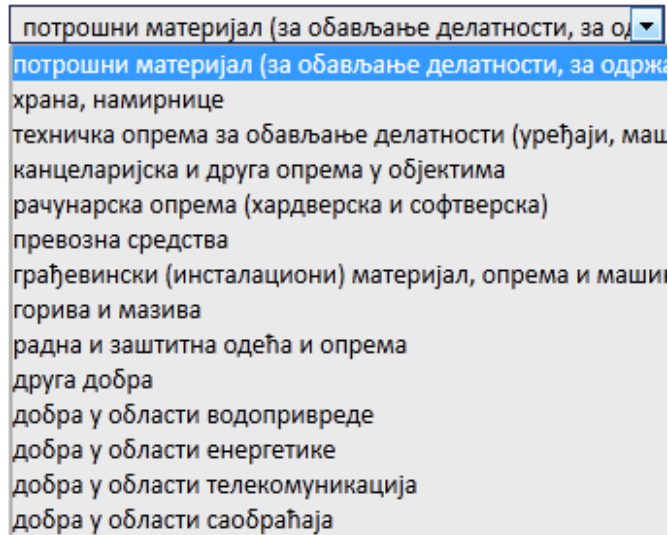 потрошни материјал (за обављање делатности, за
потрошни материјал (за обављање делатности, за одржа
храна, намирнице
техничка опрема за обављање делатности (уређаји, маш
канцеларијска и друга опрема у објектима
рачунарска опрема (хардверска и софтверска)
превозна средства
грађевински (инсталациони) материјал, опрема и
горива и мазива
радна и заштитна одећа и опрема
друга добра
добра у области водопривреде
добра у области енергетике
добра у области телекомуникација
добра у области саобраћаја